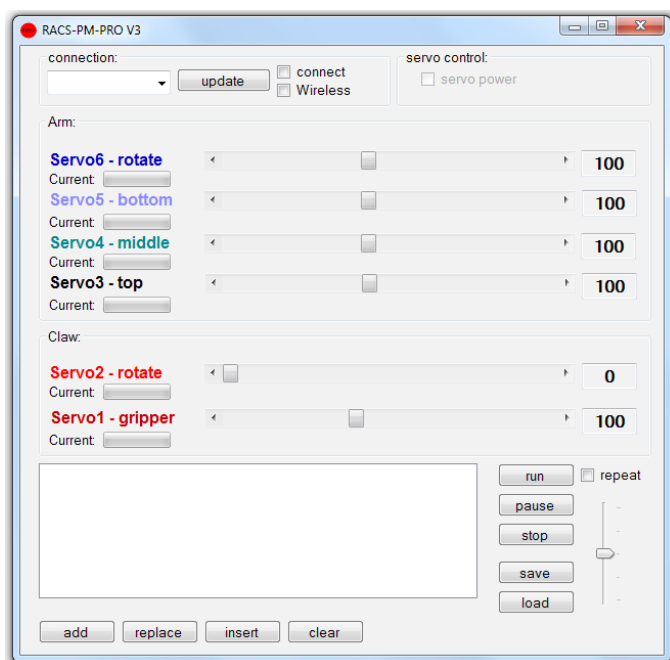 RACS-PM-PRO V3
connection:
servo control:
update
connect
Wireless
servo power
Arm:
Servo6 - rotate
100
Current:
Servo5 - bottom
100
Current:
Servo4 - middle
100
Current:
Servo3 - top
100
Current:
Claw:
Servo2 - rotate
0
Current:
Servo1 - gripper
100
Current:
run
repeat
pause
stop
save
load
add
replace
insert
clear